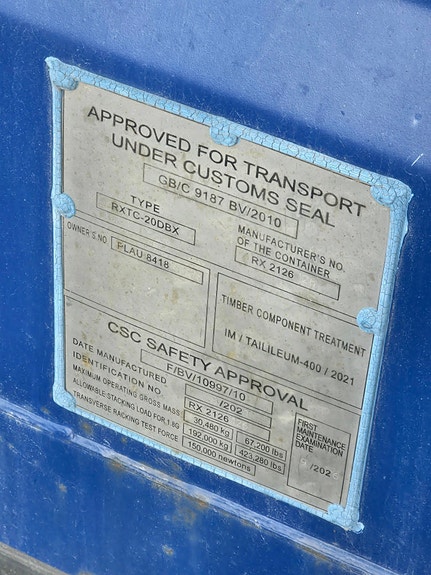 APPROVED FOR TRANSPORT
UNDER CUSTOMS SEAL
GB/C 9187 BV/2010
TYPE
RXTC-20DBX
MANUFACTURER'S NO.
OF THE CONTAINER
RX 2126
OWNER'S NO
PLAU 8418
TIMBER COMPONENT TREATMENT
IM / TAILILEUM-400 / 2021
CSC SAFETY APPROVAL
F/BV/10997/10
DATE MANUFACTURED
/202
IDENTIFICATION NO.
RX 2126
MAXIMUM OPERATING GROSS MASS
30,480 kg 67,200 lbs
ALLOWABLE STACKING LOAD FOR 1.8G
192,000 kg 423,280 lbs
TRANSVERSE RACKING TEST FORCE
150,000 newtons
FIRST
MAINTENANCE
EXAMINATION
DATE
/202